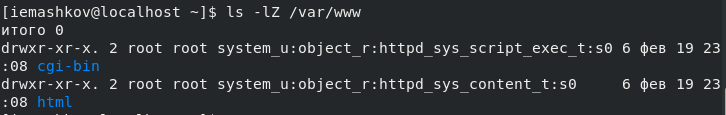 [iemashkov@localhost ~]$ ls -lZ /var/www
итого 0
drwxr-xr-x. 2 root root system_u:object_r:httpd_sys_script_exec_t:s0 6 фев 19 23
:08 cgi-bin
drwxr-xr-x. 2 root root system_u:object_r:httpd_sys_content_t:s0     6 фев 19 23
:08 html